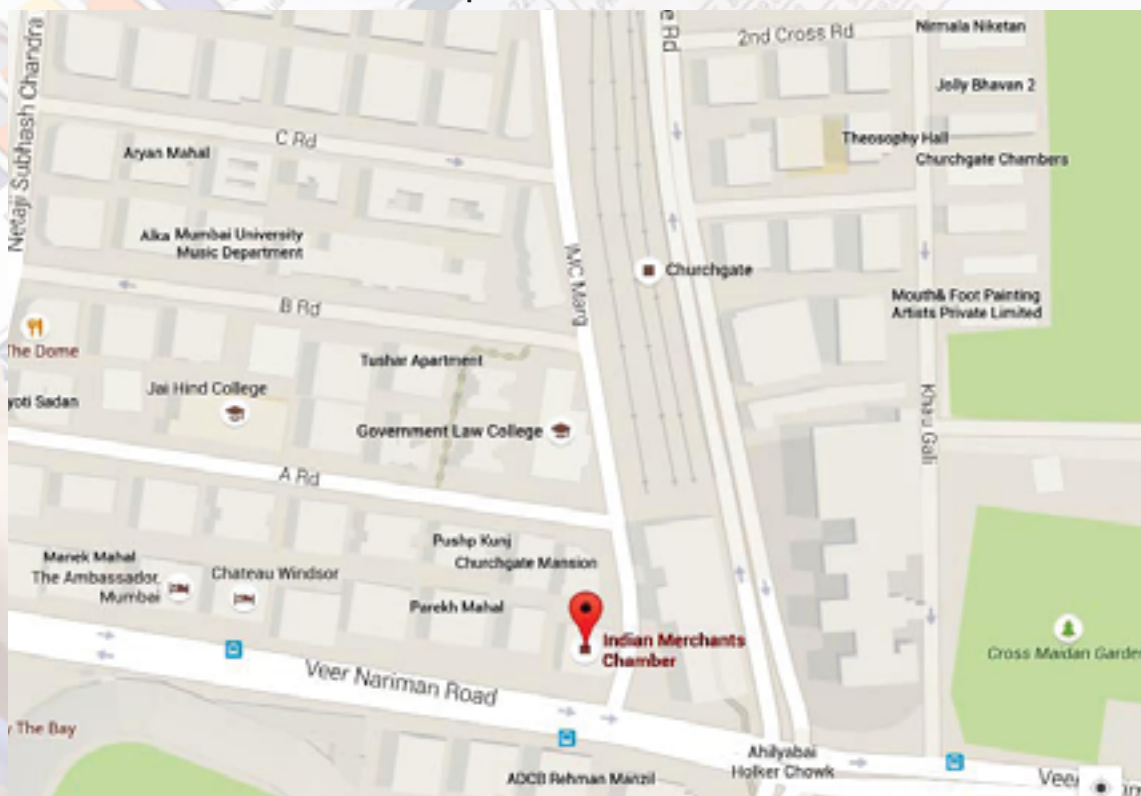 2nd Cross Rd
Nirmala Niketan
Jolly Bhavan 2
Netaji Subhash Chandra
C Rd
Aryan Mahal
Theosophy Hall
Churchgate Chambers
Alka
Mumbai University
Music Department
Churchgate
IMC Marg
B Rd
Mouth& Foot Painting
Artists Private Limited
The Dome
Tushar Apartment
Jai Hind College
yoti Sadan
Government Law College
Khau Gali
A Rd
Pushp Kunj
Churchgate Mansion
Manek Mahal
The Ambassador,
Mumbai
Chateau Windsor
Parekh Mahal
Indian Merchants
Chamber
Cross Maidan Garden
Veer Nariman Road
y The Bay
Ahilyabai
Holker Chowk
ADCB Rehman Manzil